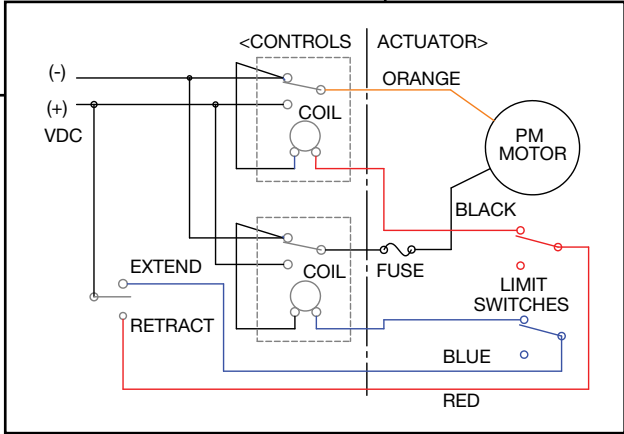 <CONTROLS
ACTUATOR>
(-)
ORANGE
(+)
COIL
VDC
PM
MOTOR
BLACK
EXTEND
COIL
FUSE
LIMIT
SWITCHES
RETRACT
BLUE
RED